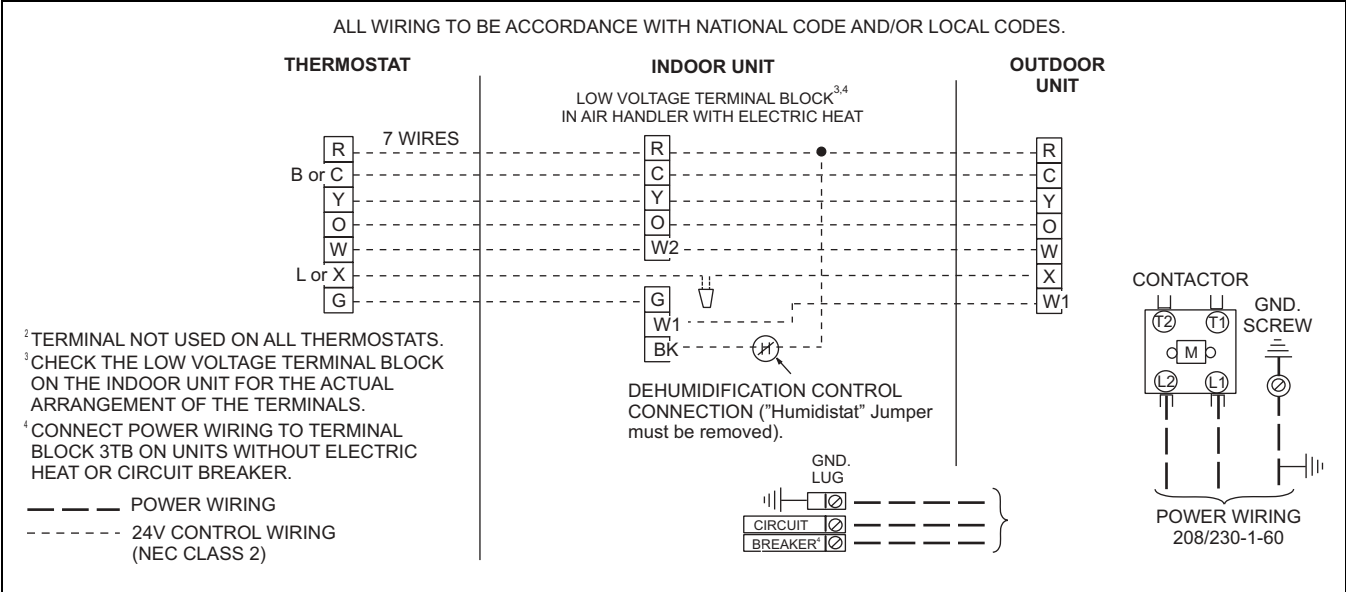 ALL WIRING TO BE ACCORDANCE WITH NATIONAL CODE AND/OR LOCAL CODES.
THERMOSTAT
INDOOR UNIT
OUTDOOR
UNIT
LOW VOLTAGE TERMINAL BLOCK3,4
IN AIR HANDLER WITH ELECTRIC HEAT
7 WIRES
R
B or C
Y
O
W
L or X
G
R
C
Y
O
W2
G
W1
BK
H
R
C
Y
O
W
X
W1
DEHUMIDIFICATION CONTROL
CONNECTION ("Humidistat" Jumper
must be removed).
CONTACTOR
GND.
SCREW
T2
T1
M
L2
L1
POWER WIRING
208/230-1-60
GND.
LUG
CIRCUIT
BREAKER4
2 TERMINAL NOT USED ON ALL THERMOSTATS.
3 CHECK THE LOW VOLTAGE TERMINAL BLOCK
ON THE INDOOR UNIT FOR THE ACTUAL
ARRANGEMENT OF THE TERMINALS.
4 CONNECT POWER WIRING TO TERMINAL
BLOCK 3TB ON UNITS WITHOUT ELECTRIC
HEAT OR CIRCUIT BREAKER.
POWER WIRING
24V CONTROL WIRING
(NEC CLASS 2)